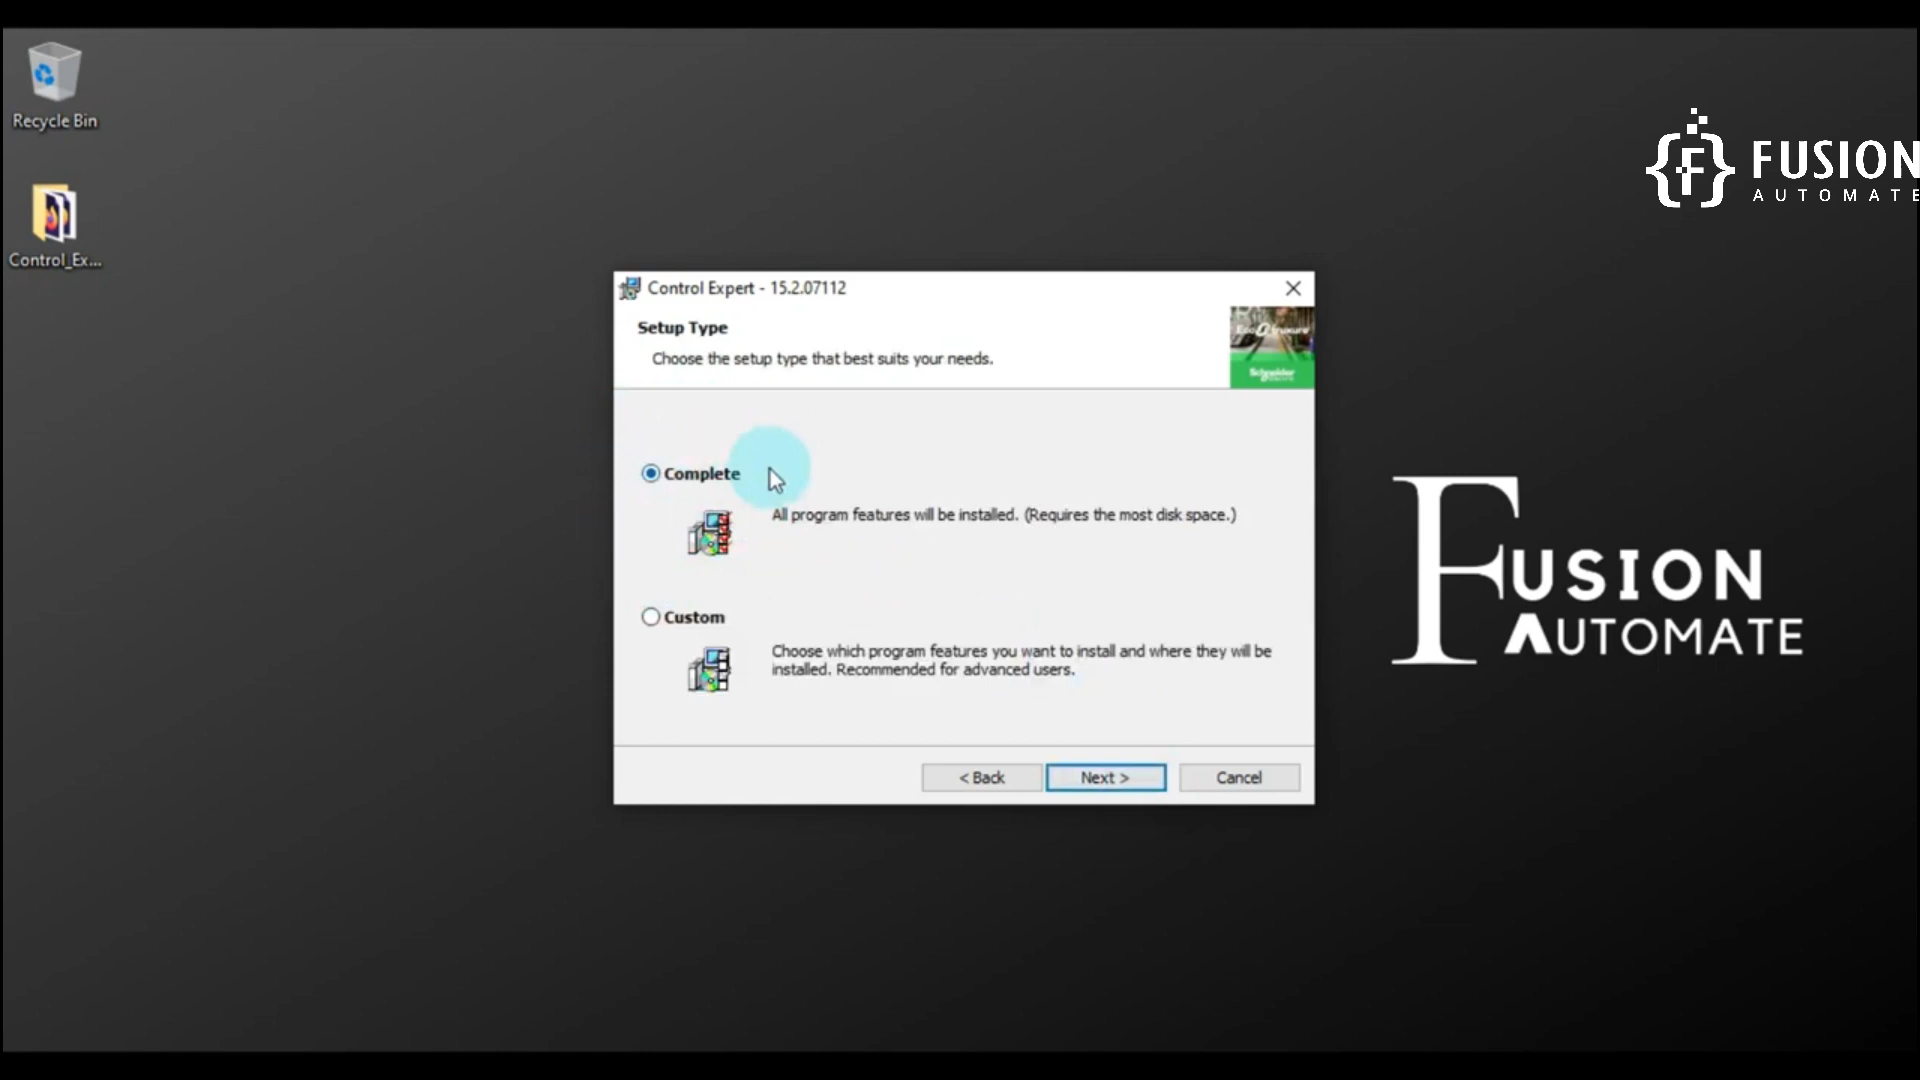 Recycle Bin
Control_Ex...
FUSION
AUTOMATE
Control Expert - 15.2.07112
Setup Type
Choose the setup type that best suits your needs.
Schneider
Complete
All program features will be installed. (Requires the most disk space.)
Custom
Choose which program features you want to install and where they will be
installed. Recommended for advanced users.
< Back
Next >
Cancel
FUSION
AUTOMATE